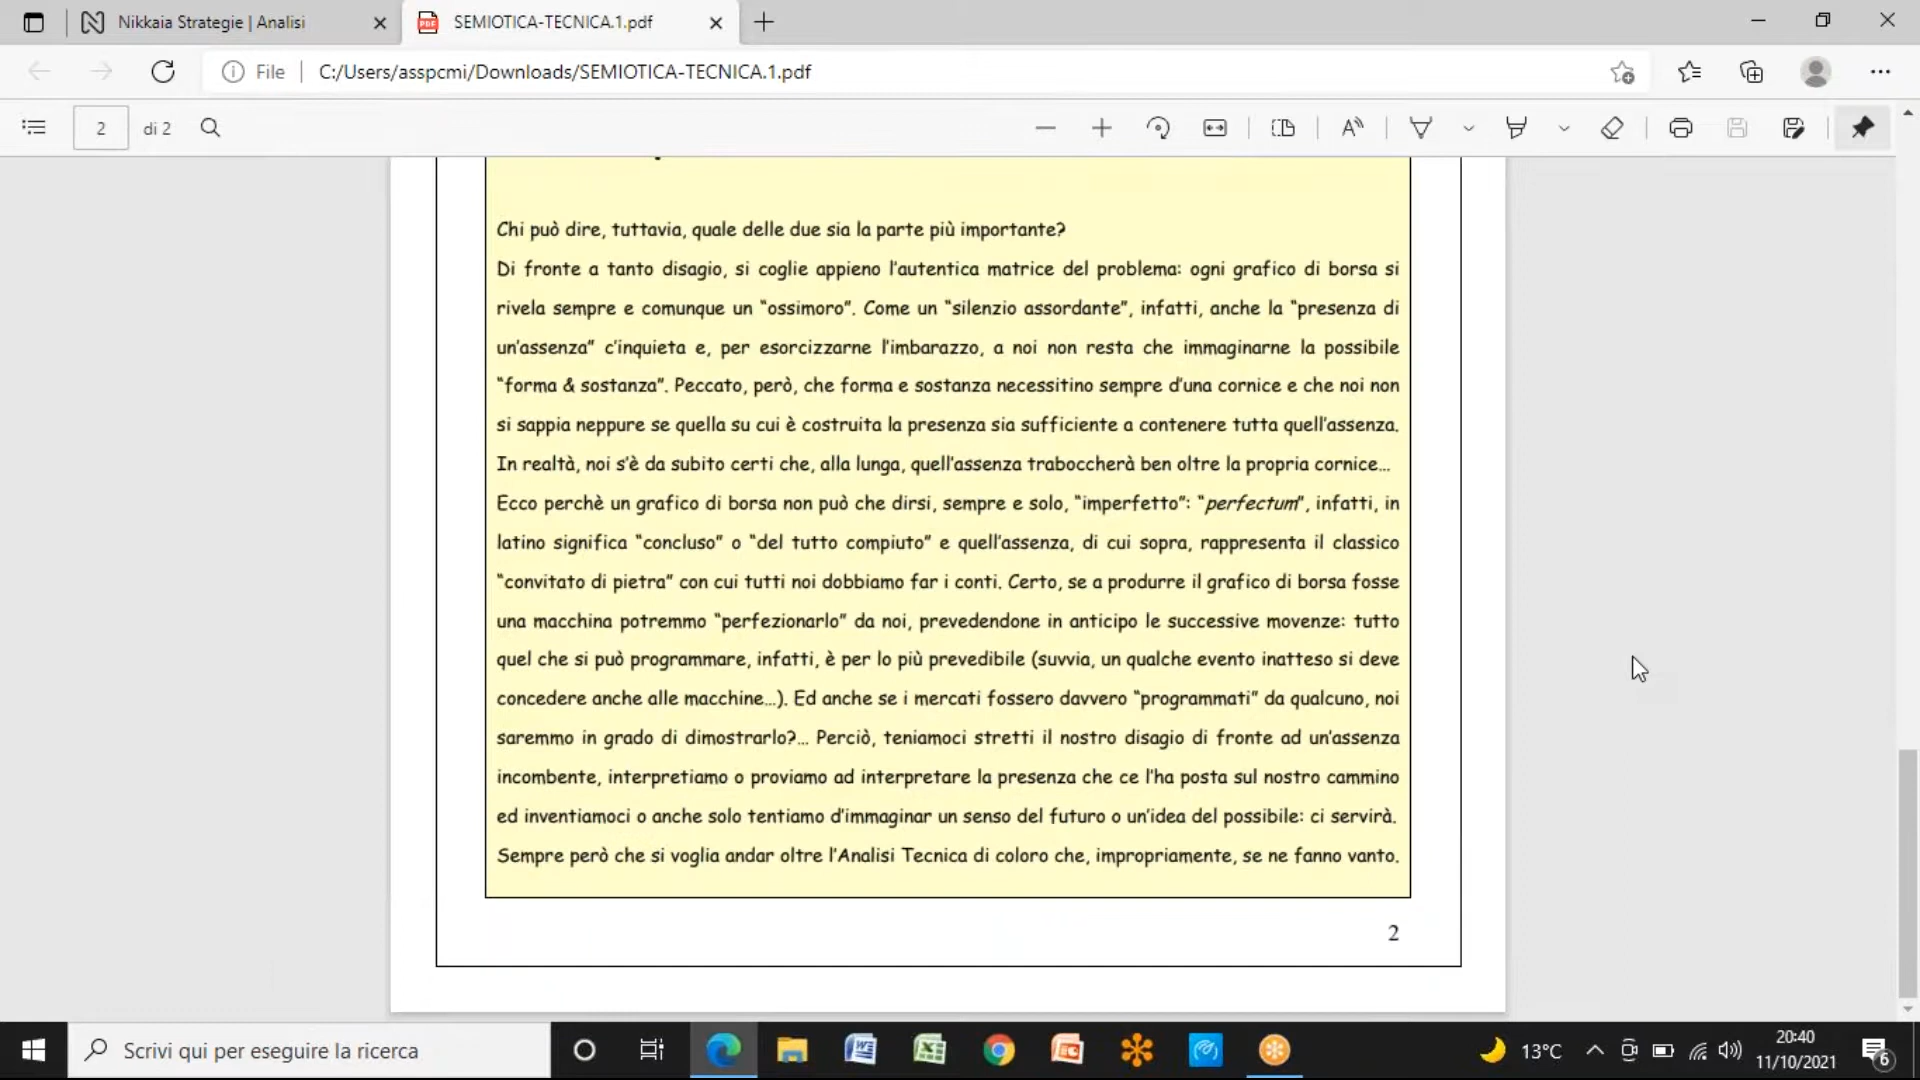 Nikkaia Strategie | Analisi
SEMIOTICA-TECNICA.1.pdf
File
C:/Users/asspcmi/Downloads/SEMIOTICA-TECNICA.1.pdf
2
di 2
Chi può dire, tuttavia, quale delle due sia la parte più importante?
Di fronte a tanto disagio, si coglie appieno l'autentica matrice del problema: ogni grafico di borsa si
rivela sempre e comunque un “ossimoro”. Come un “silenzio assordante”, infatti, anche la “presenza di
un'assenza” c'inquieta e, per esorcizzarne l'imbarazzo, a noi non resta che immaginarne la possibile
“forma & sostanza”. Peccato, però, che forma e sostanza necessitino sempre d'una cornice e che noi non
si sappia neppure se quella su cui è costruita la presenza sia sufficiente a contenere tutta quell'assenza.
In realtà, noi s'è da subito certi che, alla lunga, quell'assenza traboccherà ben oltre la propria cornice…
Ecco perchè un grafico di borsa non può che dirsi, sempre e solo, “imperfetto”: “perfectum”, infatti, in
latino significa “concluso” o “del tutto compiuto” e quell'assenza, di cui sopra, rappresenta il classico
“convitato di pietra” con cui tutti noi dobbiamo far i conti. Certo, se a produrre il grafico di borsa fosse
una macchina potremmo “perfezionarlo” da noi, prevedendone in anticipo le successive movenze: tutto
quel che si può programmare, infatti, è per lo più prevedibile (suvvia, un qualche evento inatteso si deve
concedere anche alle macchine…). Ed anche se i mercati fossero davvero “programmati” da qualcuno, noi
saremmo in grado di dimostrarlo?… Perciò, teniamoci stretti il nostro disagio di fronte ad un'assenza
incombente, interpretiamo o proviamo ad interpretare la presenza che ce l'ha posta sul nostro cammino
ed inventiamoci o anche solo tentiamo d'immaginar un senso del futuro o un'idea del possibile: ci servirà.
Sempre però che si voglia andar oltre l'Analisi Tecnica di coloro che, impropriamente, se ne fanno vanto.
2
Scrivi qui per eseguire la ricerca
13°C
20:40
11/10/2021
6